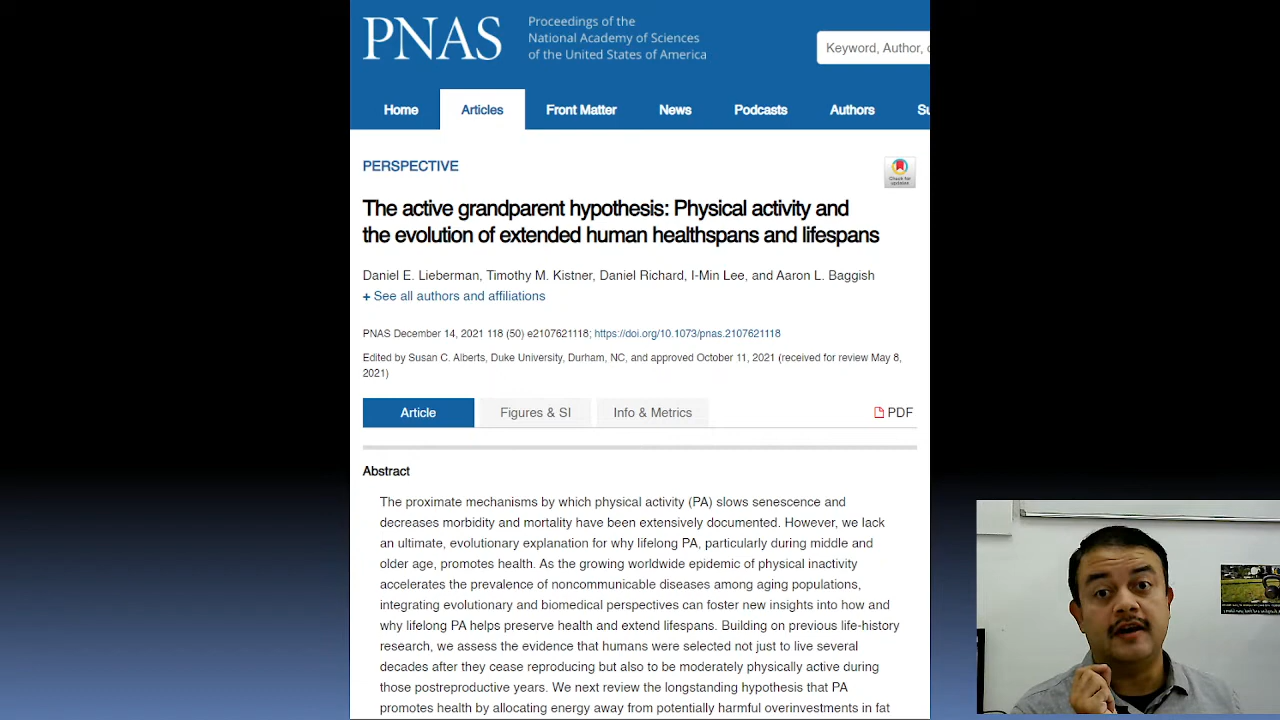 PNAS
Proceedings of the
National Academy of Sciences
of the United States of America
Keyword, Author,
Home
Articles
Front Matter
News
Podcasts
Authors
PERSPECTIVE
Check for
updates
The active grandparent hypothesis: Physical activity and
the evolution of extended human healthspans and lifespans
Daniel E. Lieberman, Timothy M. Kistner, Daniel Richard, I-Min Lee, and Aaron L. Baggish
+ See all authors and affiliations
PNAS December 14, 2021 118 (50) e2107621118; https://doi.org/10.1073/pnas.2107621118
Edited by Susan C. Alberts, Duke University, Durham, NC, and approved October 11, 2021 (received for review May 8,
2021)
Article
Figures & SI
Info & Metrics
PDF
Abstract
The proximate mechanisms by which physical activity (PA) slows senescence and
decreases morbidity and mortality have been extensively documented. However, we lack
an ultimate, evolutionary explanation for why lifelong PA, particularly during middle and
older age, promotes health. As the growing worldwide epidemic of physical inactivity
accelerates the prevalence of noncommunicable diseases among aging populations,
integrating evolutionary and biomedical perspectives can foster new insights into how and
why lifelong PA helps preserve health and extend lifespans. Building on previous life-history
research, we assess the evidence that humans were selected not just to live several
decades after they cease reproducing but also to be moderately physically active during
those postreproductive years. We next review the longstanding hypothesis that PA
promotes health by allocating energy away from potentially harmful overinvestments in fat